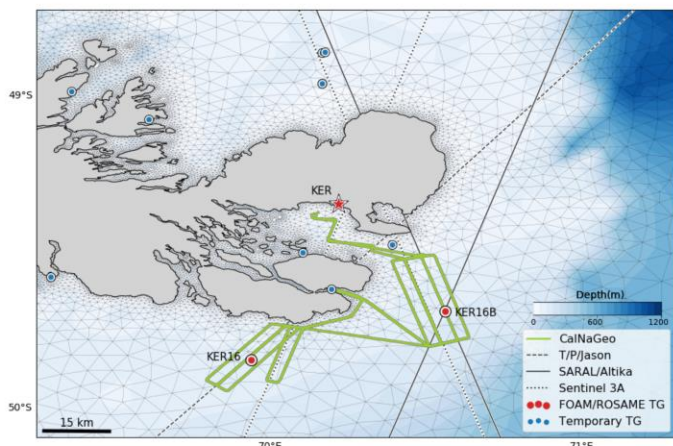 49°S
KER
Depth(m)
0 600 1200
KER16B
CalNaGeo
T/P/Jason
KER16
SARAL/Altika
Sentinel 3A
FOAM/ROSAME TG
50°S
15 km
Temporary TG
70°E 71°E